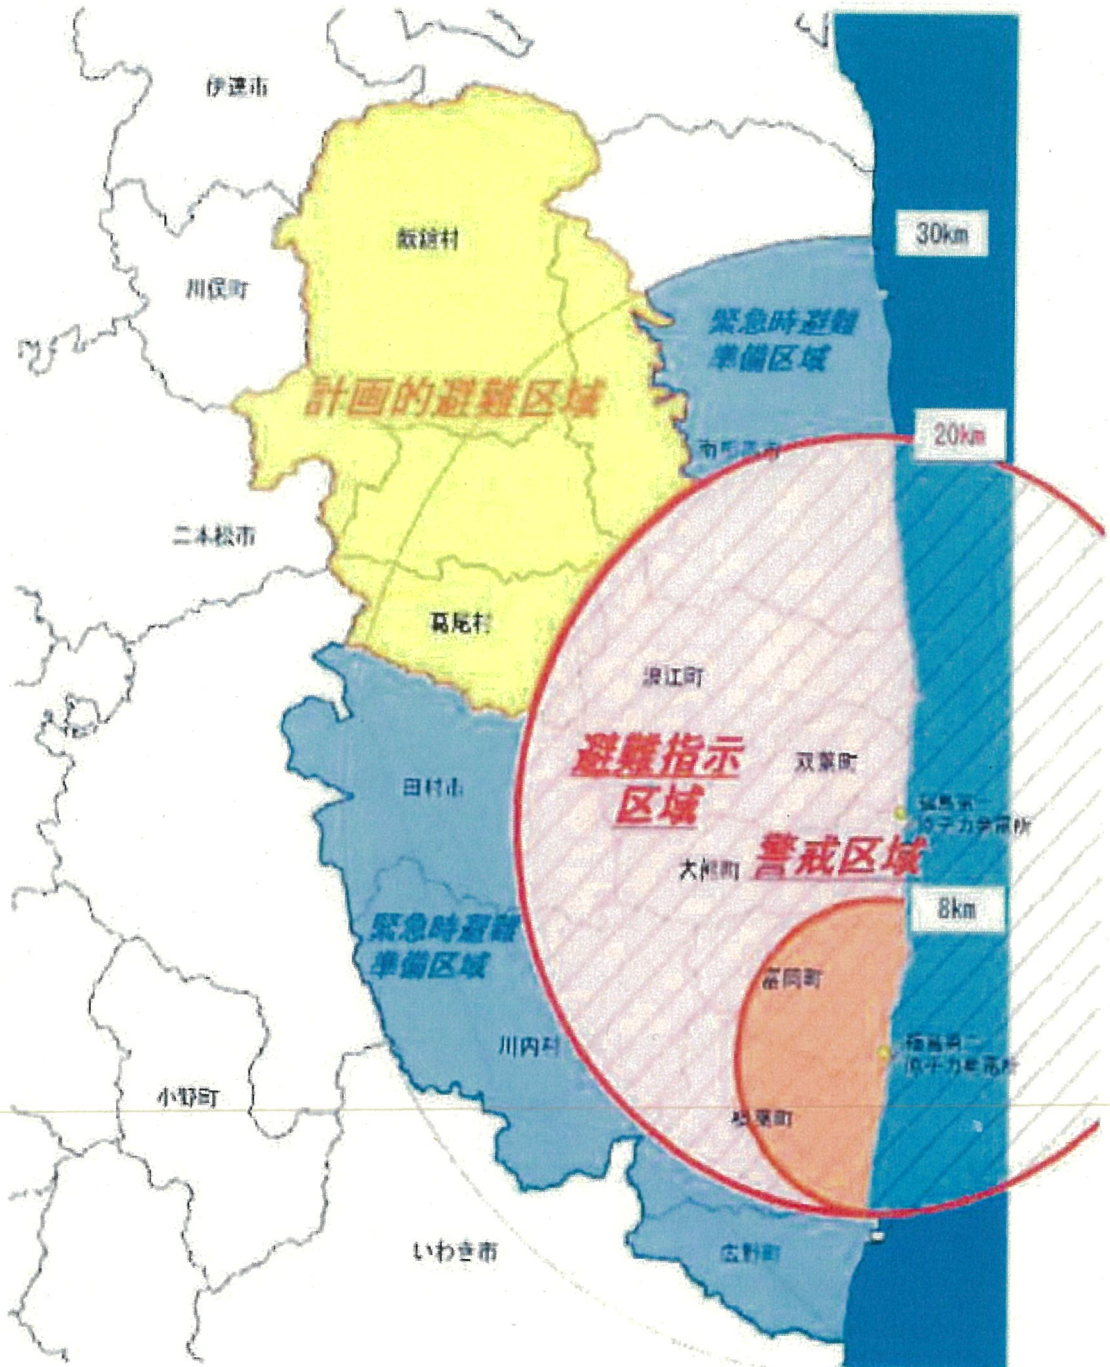 伊達市
30km
飯舘村
川俣町
緊急時避難
準備区域
計画的避難区域
20km
南相馬市
二本松市
葛尾村
浪江町
避難指示
区域
双葉町
田村市
福島第一
原子力発電所
大熊町
警戒区域
8km
緊急時避難
準備区域
富岡町
川内村
福島第二
原子力発電所
小野町
楢葉町
いわき市
広野町